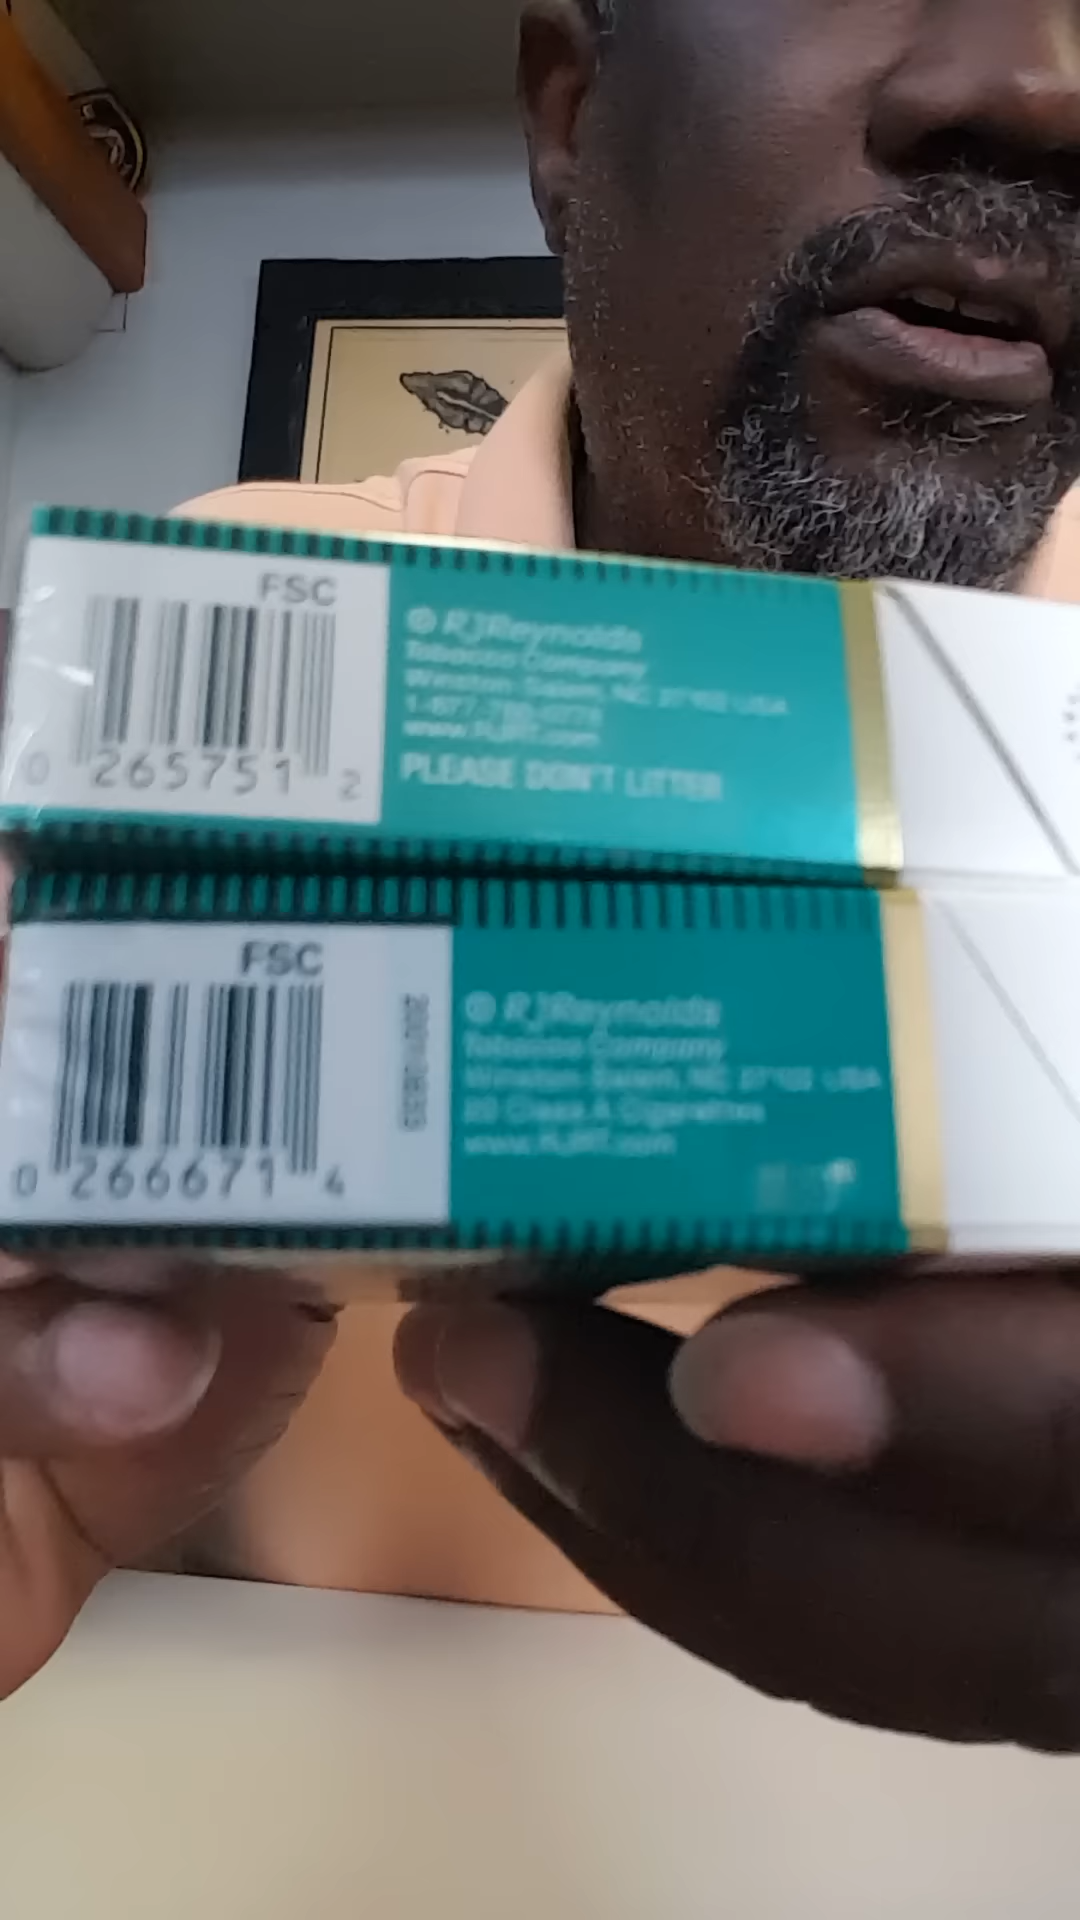 FSC
0 265751 2
© RJReynolds
Tobacco Company
Winston-Salem, NC 27102 USA
www.RJRT.com
PLEASE DON'T LITTER
FSC
0 266671 4
© RJReynolds
Tobacco Company
Winston-Salem, NC 27102 USA
20 Class A Cigarettes
www.RJRT.com